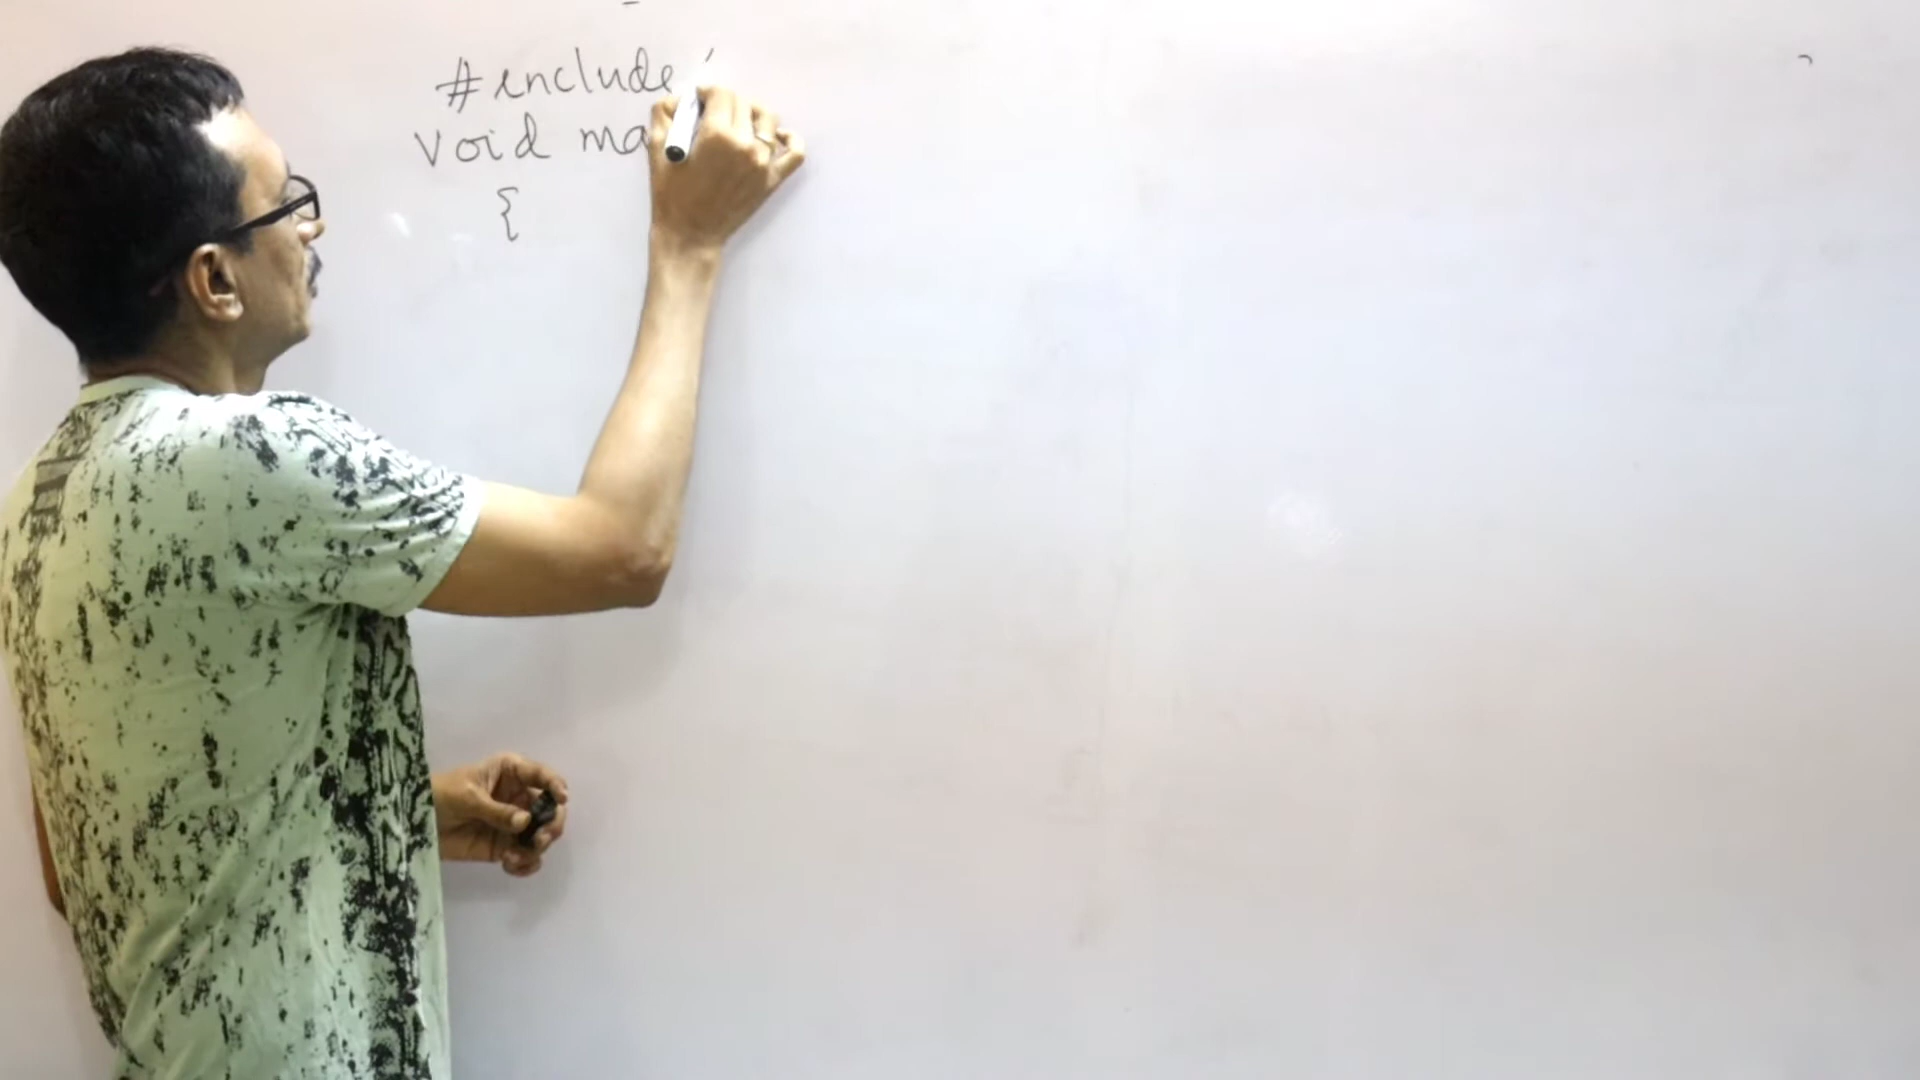 #include
void ma
{